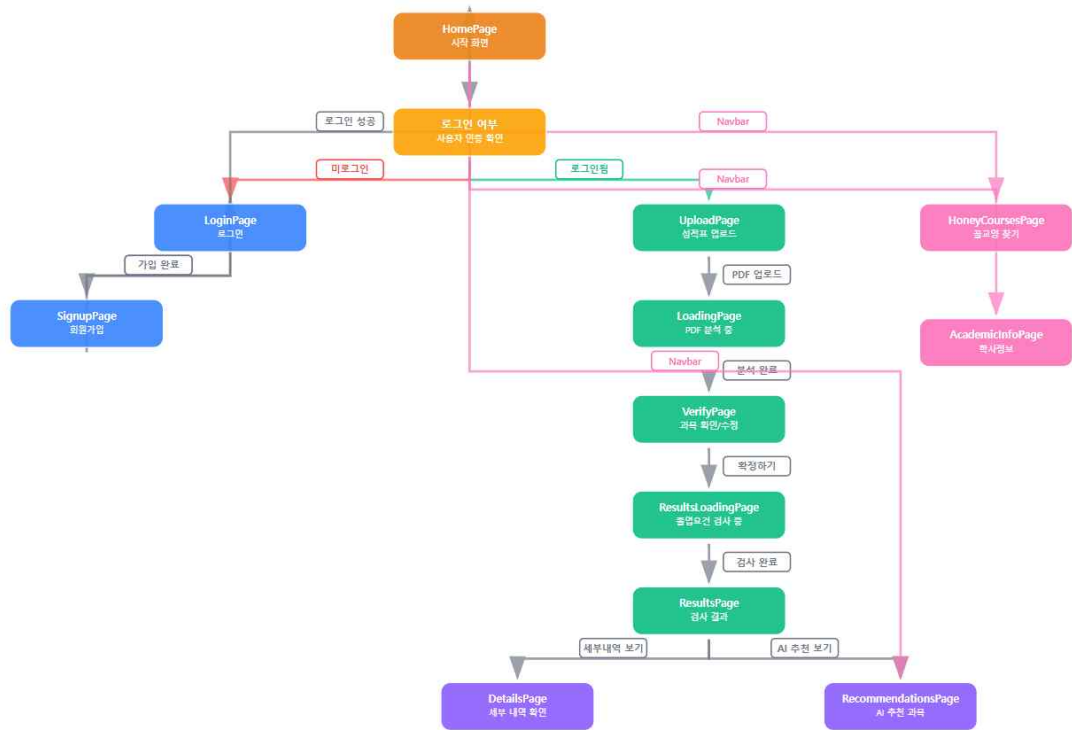 HomePage
시작 화면
로그인 성공
로그인 여부
사용자 인증 확인
Navbar
미로그인
로그인됨
Navbar
LoginPage
로그인
UploadPage
성적표 업로드
HoneyCoursesPage
꿀교양 찾기
가입 완료
PDF 업로드
SignupPage
회원가입
LoadingPage
PDF 분석 중
AcademicInfoPage
학사정보
Navbar
분석 완료
VerifyPage
과목 확인/수정
확정하기
ResultsLoadingPage
졸업요건 검사 중
검사 완료
ResultsPage
검사 결과
세부내역 보기
AI 추천 보기
DetailsPage
세부 내역 확인
RecommendationsPage
AI 추천 과목